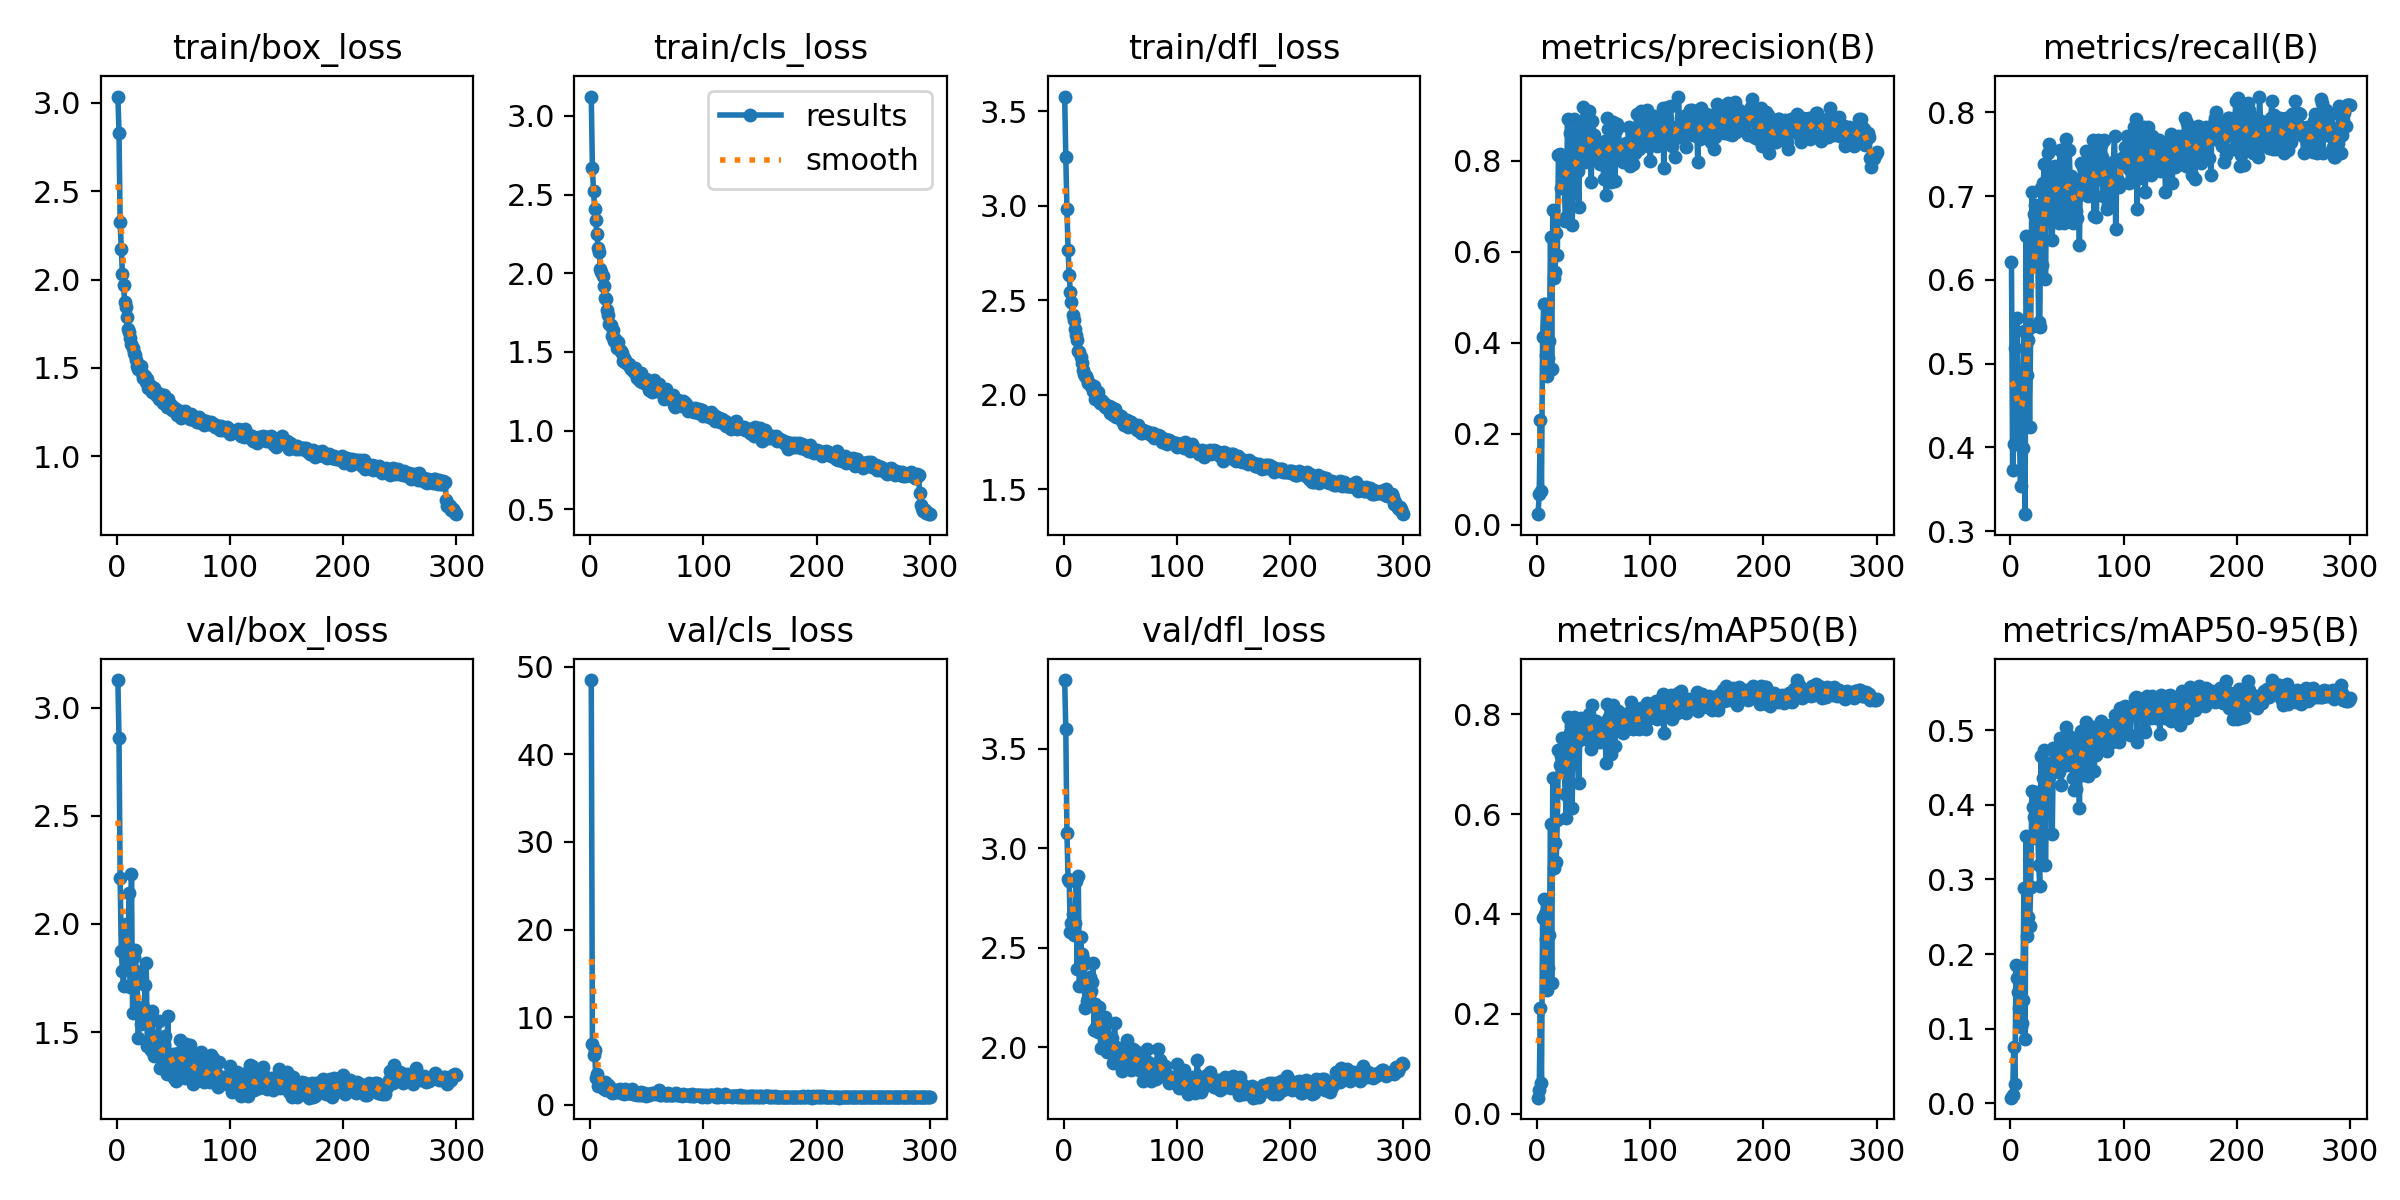 train/box_loss
3.0
2.5
2.0
1.5
1.0
0 100 200 300
train/cls_loss
results
smooth
3.0
2.5
2.0
1.5
1.0
0.5
0 100 200 300
train/dfl_loss
3.5
3.0
2.5
2.0
1.5
0 100 200 300
metrics/precision(B)
0.8
0.6
0.4
0.2
0.0
0 100 200 300
metrics/recall(B)
0.8
0.7
0.6
0.5
0.4
0.3
0 100 200 300
val/box_loss
3.0
2.5
2.0
1.5
0 100 200 300
val/cls_loss
50
40
30
20
10
0
0 100 200 300
val/dfl_loss
3.5
3.0
2.5
2.0
0 100 200 300
metrics/mAP50(B)
0.8
0.6
0.4
0.2
0.0
0 100 200 300
metrics/mAP50-95(B)
0.5
0.4
0.3
0.2
0.1
0.0
0 100 200 300